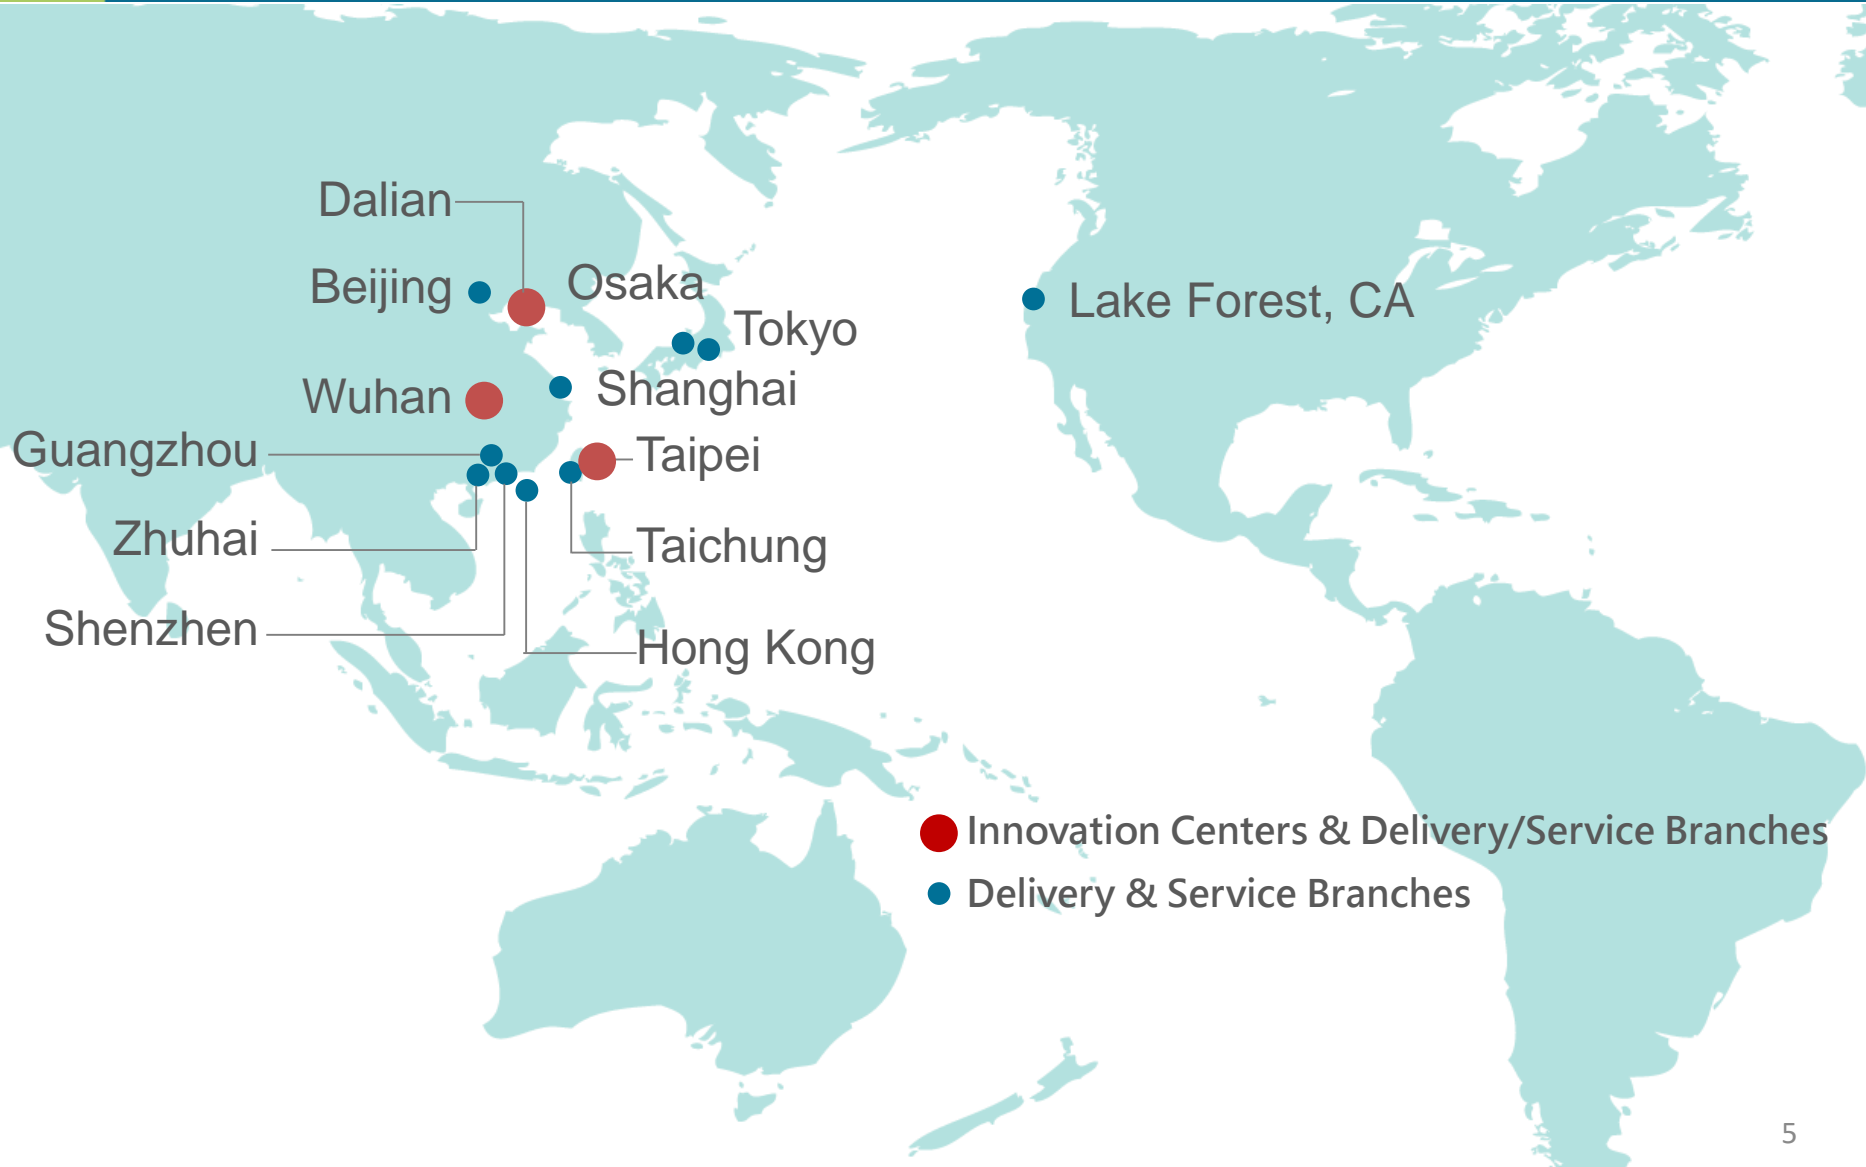 Dalian
Beijing
Osaka
Lake Forest, CA
Tokyo
Wuhan
Shanghai
Guangzhou
Taipei
Zhuhai
Taichung
Shenzhen
Hong Kong
Innovation Centers & Delivery/Service Branches
Delivery & Service Branches
5